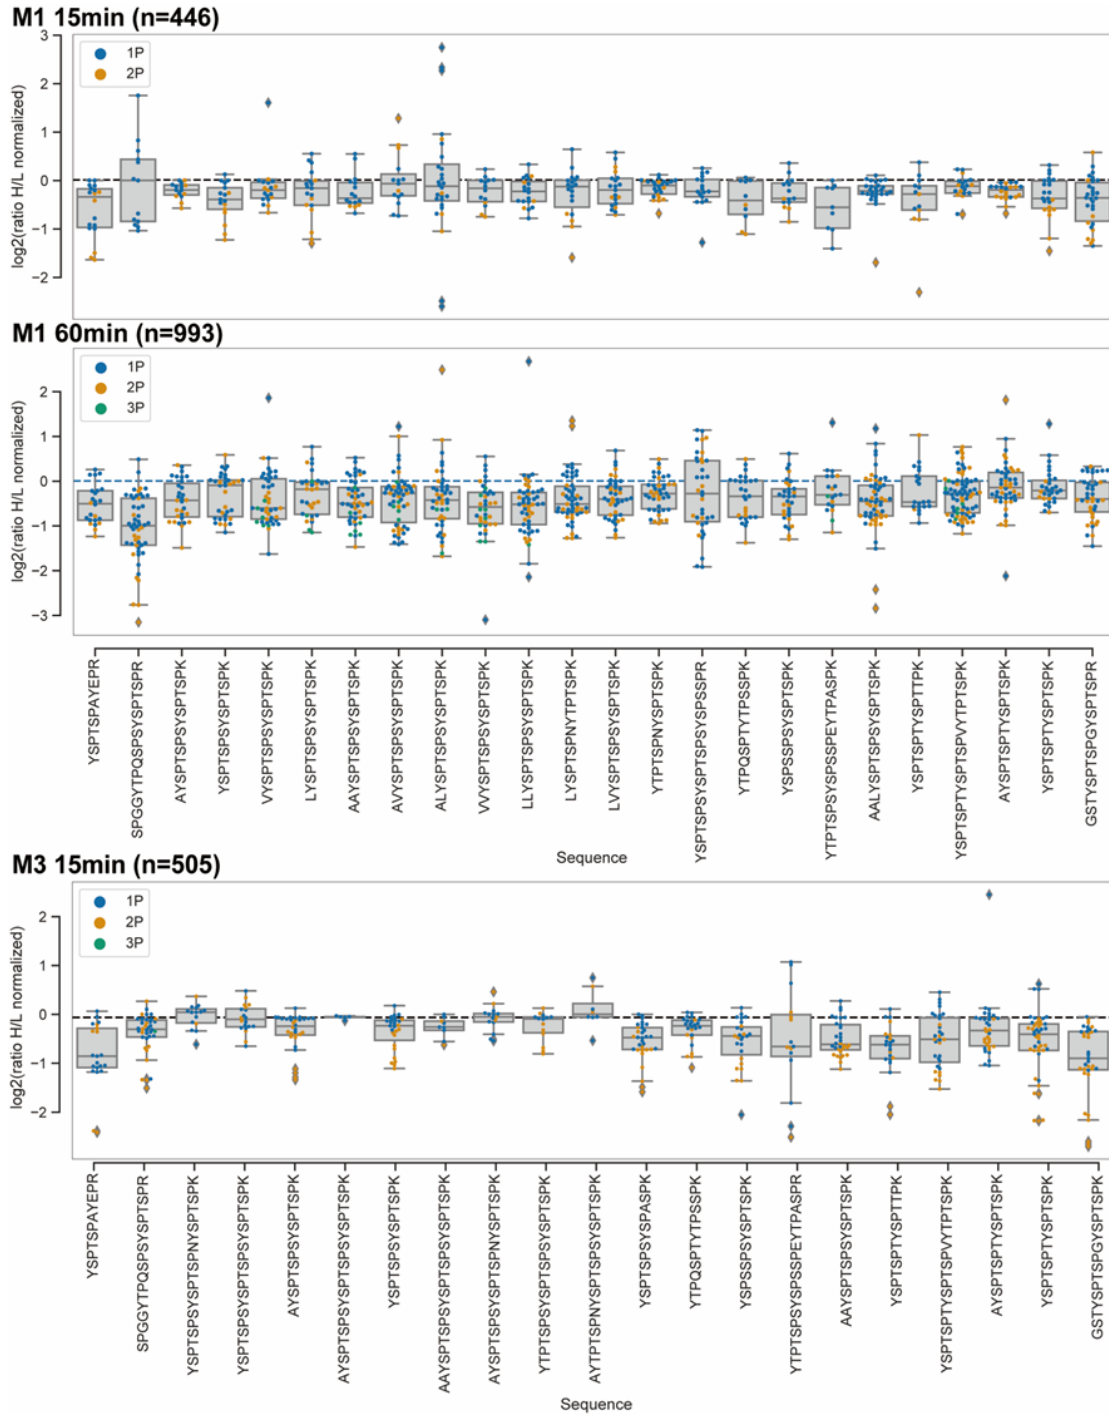 M1 15min (n=446)
3
2
1
0
−1
−2
log2(ratio H/L normalized)
1P
2P
M1 60min (n=993)
2
1
0
−1
−2
−3
log2(ratio H/L normalized)
1P
2P
3P
YSPTSPAYEPR
SPGGYTPQSPSYSPTSPR
AYSPTSPSYSPTSPK
YSPTSPSYSPTSPK
VYSPTSPSYSPTSPK
LYSPTSPSYSPTSPK
AAYSPTSPSYSPTSPK
AVYSPTSPSYSPTSPK
ALYSPTSPSYSPTSPK
VVYSPTSPSYSPTSPK
LLYSPTSPSYSPTSPK
LYSPTSPNYTPTSPK
LVYSPTSPSYSPTSPK
YTPTSPNYSPTSPK
YSPTSPSYSPTSPSYSPSSPR
YTPQSPTYTPSSPK
YSPSSPSYSPTSPK
YTPTSPSYSPSSPEYTPASPK
AALYSPTSPSYSPTSPK
YSPTSPTYSPTTPK
YSPTSPTYSPTSPVYTPTSPK
AYSPTSPTYSPTSPK
YSPTSPTYSPTSPK
GSTYSPTSPGYSPTSPR
Sequence
M3 15min (n=505)
2
1
0
−1
−2
log2(ratio H/L normalized)
1P
2P
3P
YSPTSPAYEPR
SPGGYTPQSPSYSPTSPR
YSPTSPSYSPTSPNYSPTSPK
YSPTSPSYSPTSPSYSPTSPK
AYSPTSPSYSPTSPK
AYSPTSPSYSPTSPSYSPTSPK
YSPTSPSYSPTSPK
AAYSPTSPSYSPTSPK
AYSPTSPSYSPTSPNYSPTSPK
YTPTSPSYSPTSPSYSPTSPK
AYTPTSPNYSPTSPSYSPTSPK
YSPTSPSYSPASPK
YTPQSPTYTPSSPK
YSPSSPSYSPTSPK
YTPTSPSYSPSSPEYTPASPR
AAYSPTSPSYSPTSPK
YSPTSPTYSPTTPK
YSPTSPTYSPTSPVYTPTSPK
AYSPTSPTYSPTSPK
YSPTSPTYSPTSPK
GSTYSPTSPGYSPTSPK
Sequence